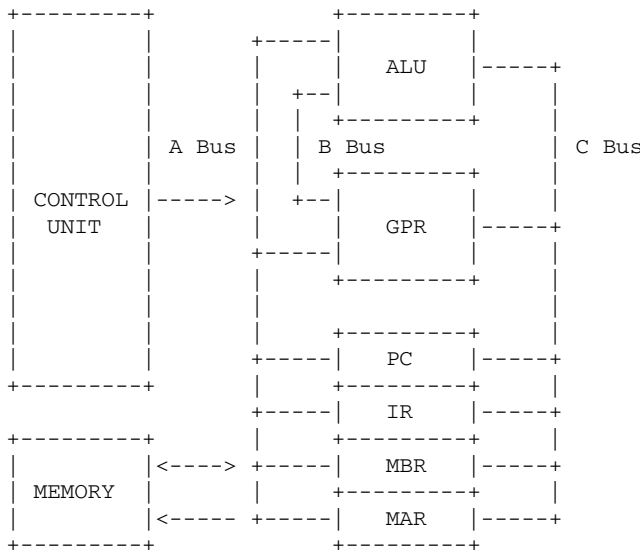 ALU
A Bus
B Bus
C Bus
CONTROL
UNIT
GPR
PC
IR
MBR
MEMORY
MAR